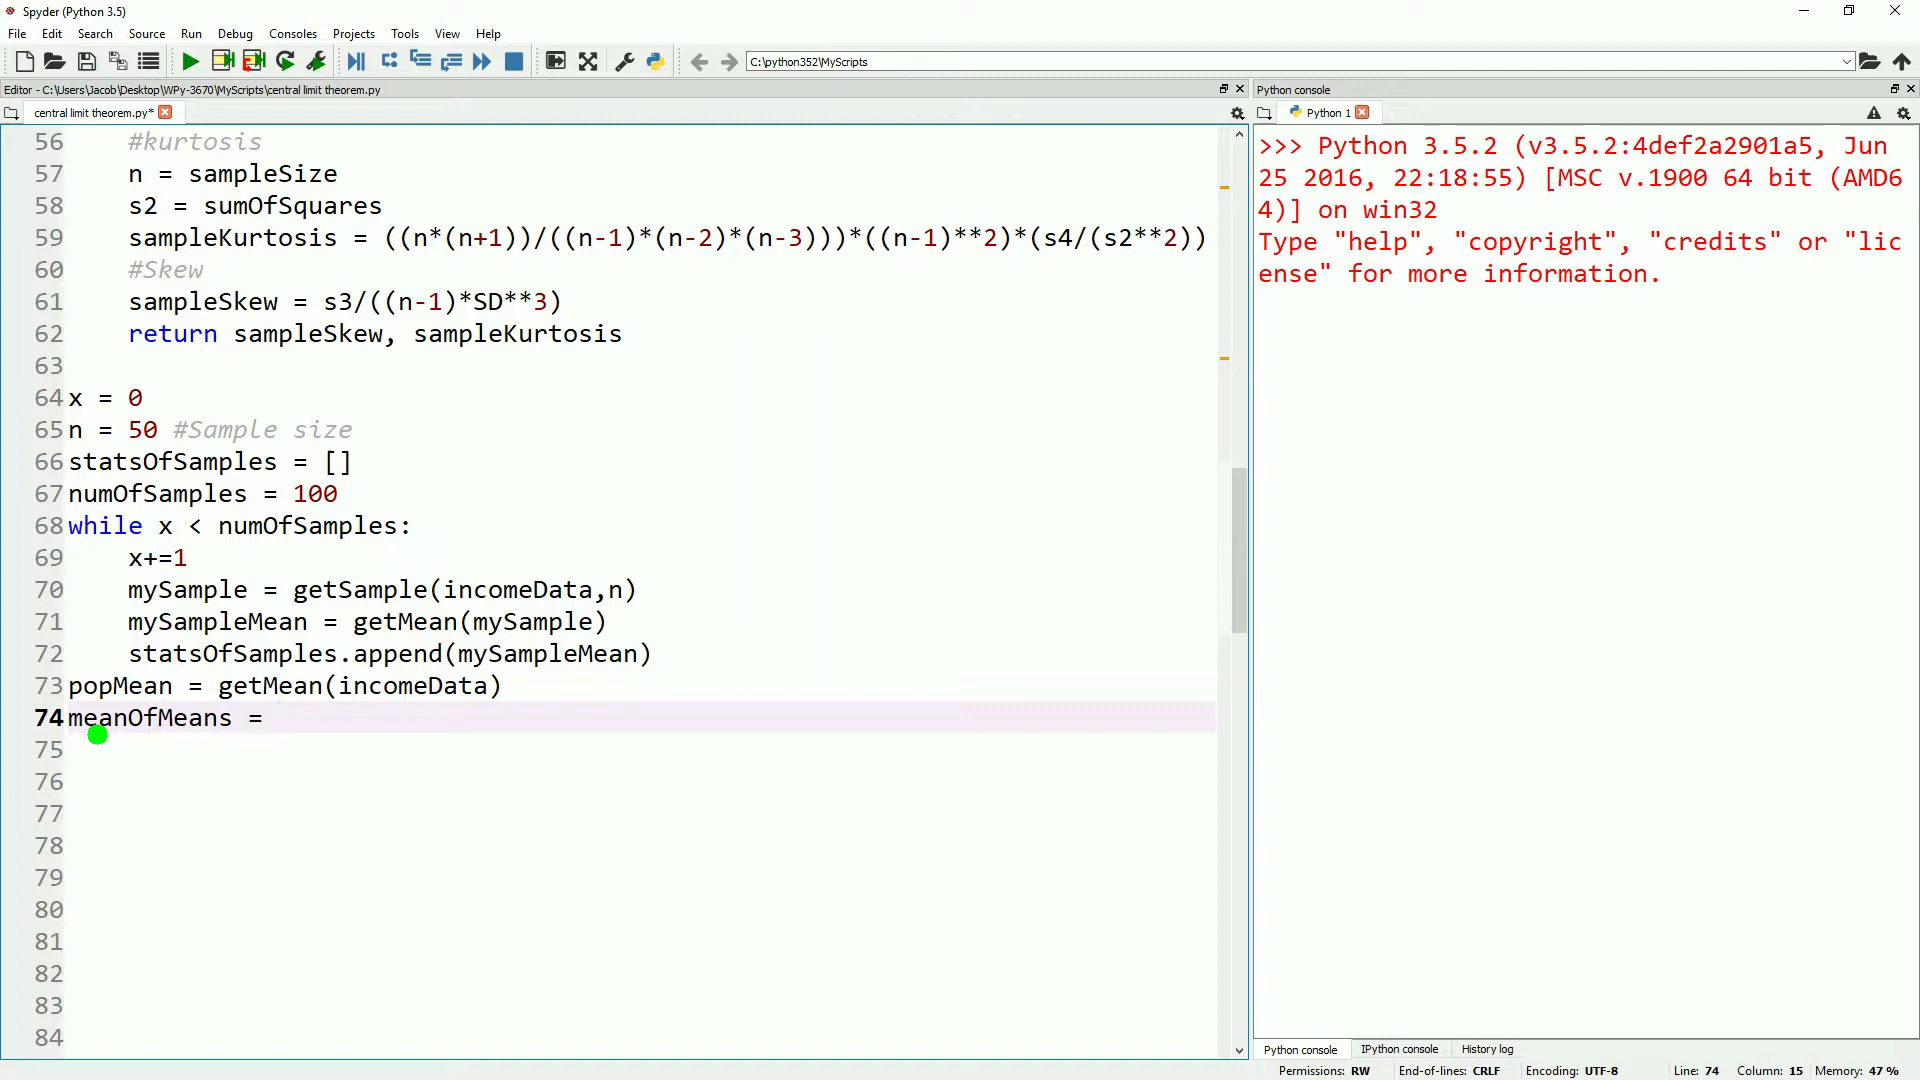 Spyder (Python 3.5)
File Edit Search Source Run Debug Consoles Projects Tools View Help
C:\python352\MyScripts
Editor - C:\Users\Jacob\Desktop\WPy-3670\MyScripts\central limit theorem.py
central limit theorem.py*
56 #kurtosis
57 n = sampleSize
58 s2 = sumOfSquares
59 sampleKurtosis = ((n*(n+1))/((n-1)*(n-2)*(n-3)))*((n-1)**2)*(s4/(s2**2))
60 #Skew
61 sampleSkew = s3/((n-1)*SD**3)
62 return sampleSkew, sampleKurtosis
63
64 x = 0
65 n = 50 #Sample size
66 statsOfSamples = []
67 numOfSamples = 100
68 while x < numOfSamples:
69 x+=1
70 mySample = getSample(incomeData,n)
71 mySampleMean = getMean(mySample)
72 statsOfSamples.append(mySampleMean)
73 popMean = getMean(incomeData)
74 meanOfMeans =
75
76
77
78
79
80
81
82
83
84
Python console
Python 1
>>> Python 3.5.2 (v3.5.2:4def2a2901a5, Jun
25 2016, 22:18:55) [MSC v.1900 64 bit (AMD6
4)] on win32
Type "help", "copyright", "credits" or "lic
ense" for more information.
Python console IPython console History log
Permissions: RW End-of-lines: CRLF Encoding: UTF-8 Line: 74 Column: 15 Memory: 47 %